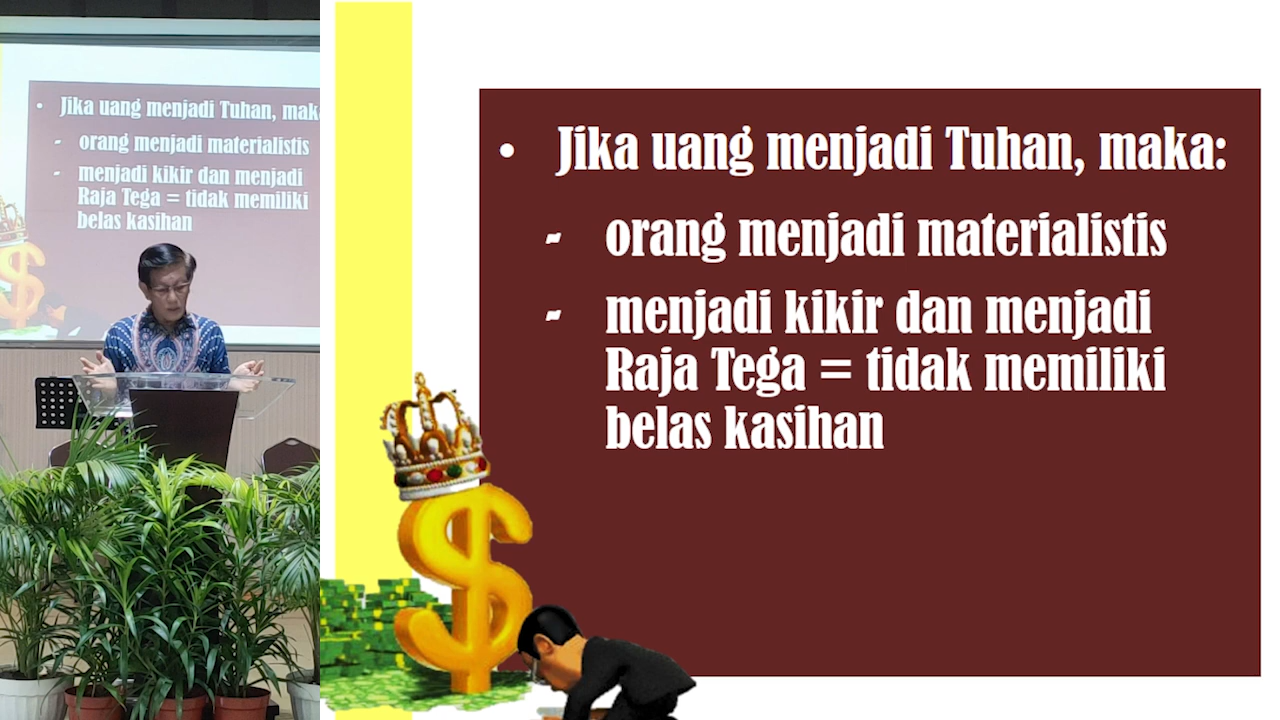 • Jika uang menjadi Tuhan, mak
- orang menjadi materialistis
- menjadi kikir dan menjadi
Raja Tega = tidak memiliki
belas kasihan
• Jika uang menjadi Tuhan, maka:
- orang menjadi materialistis
- menjadi kikir dan menjadi
Raja Tega = tidak memiliki
belas kasihan